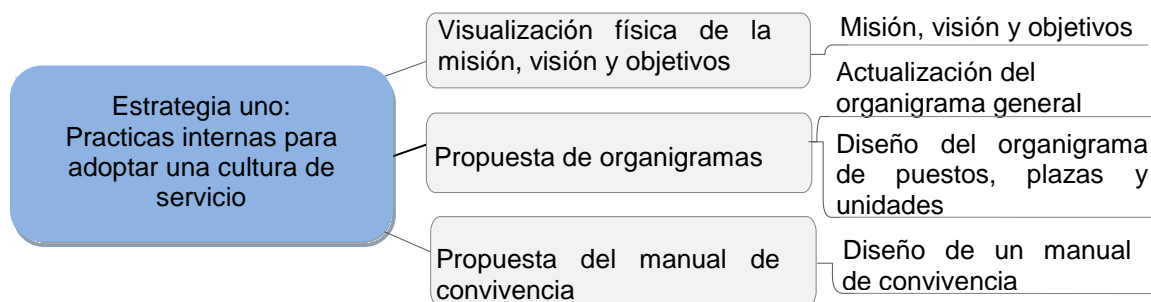 Estrategia uno:
Practicas internas para
adoptar una cultura de
servicio
Visualización física de la
misión, visión y objetivos
Misión, visión y objetivos
Propuesta de organigramas
Actualización del
organigrama general
Diseño del organigrama
de puestos, plazas y
unidades
Propuesta del manual de
convivencia
Diseño de un manual
de convivencia